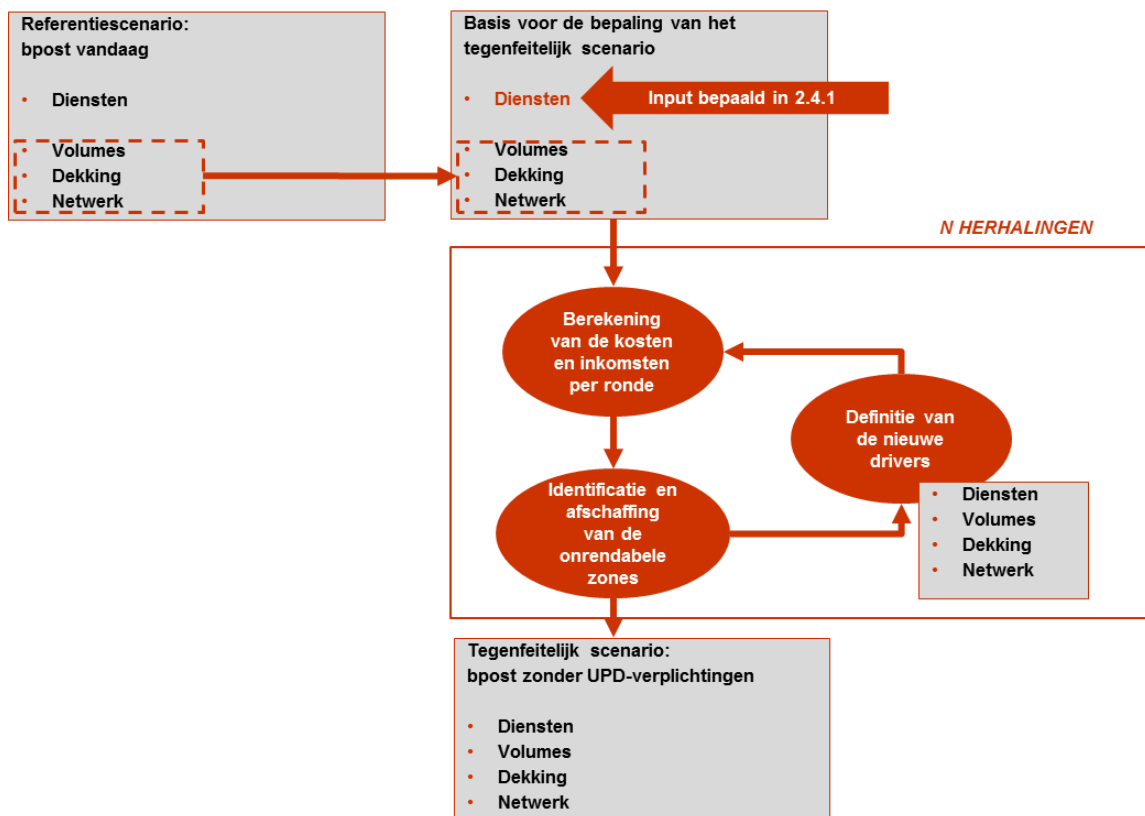 Referentiescenario:
bpost vandaag
• Diensten
• Volumes
• Dekking
• Netwerk
Basis voor de bepaling van het
tegenfeitelijk scenario
• Diensten
Input bepaald in 2.4.1
• Volumes
• Dekking
• Netwerk
N HERHALINGEN
Berekening
van de kosten
en inkomsten
per ronde
Definitie van
de nieuwe
drivers
Identificatie en
afschaffing
van de
onrendabele
zones
• Diensten
• Volumes
• Dekking
• Netwerk
Tegenfeitelijk scenario:
bpost zonder UPD-verplichtingen
• Diensten
• Volumes
• Dekking
• Netwerk